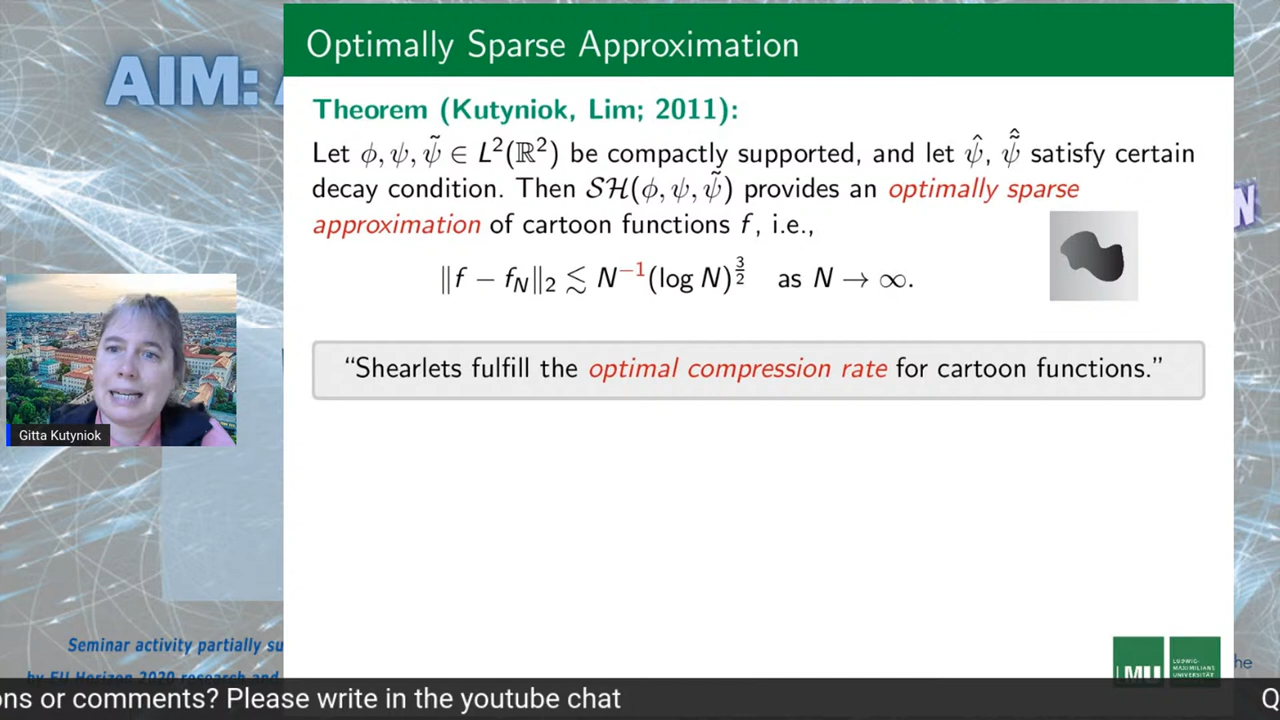 Optimally Sparse Approximation
AIM:
Theorem (Kutyniok, Lim; 2011):
Let ϕ, ψ, ψ̃ ∈ L²(ℝ²) be compactly supported, and let ψ̂, ψ̃̂ satisfy certain
decay condition. Then 𝒮ℋ(ϕ, ψ, ψ̃) provides an optimally sparse
approximation of cartoon functions f, i.e.,
‖f − f_N‖₂ ≲ N⁻¹(log N)^{3/2} as N → ∞.
“Shearlets fulfill the optimal compression rate for cartoon functions.”
Gitta Kutyniok
N
Seminar activity partially su
by EU Horizon 2020 research and
LMU LUDWIG-
MAXIMILIANS
UNIVERSITÄT
he
ons or comments? Please write in the youtube chat
Q